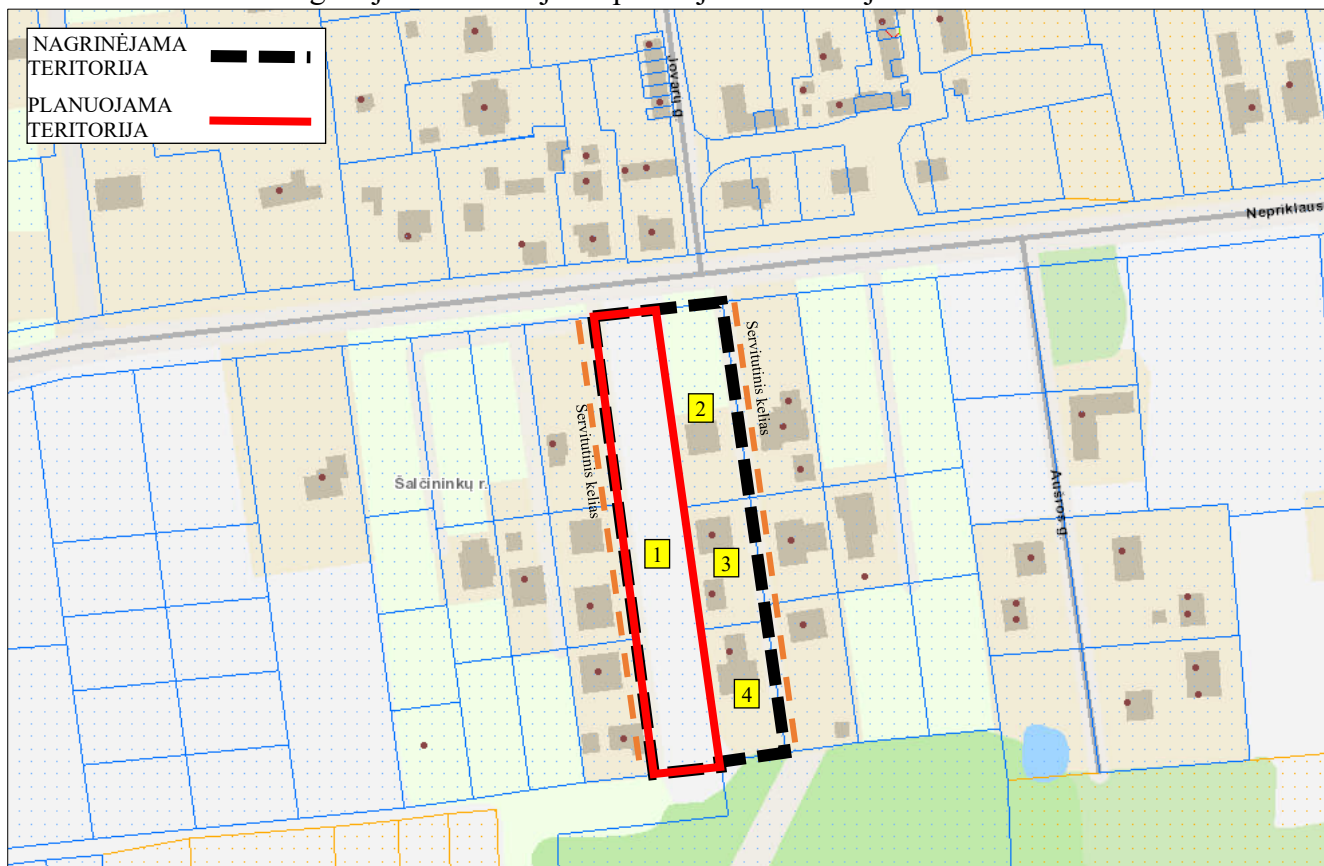 NAGRINĖJAMA
TERITORIJA
PLANUOJAMA
TERITORIJA
Jovarų g
Nepriklaus
Servitutinis kelias
Servitutinis kelias
Šalčininkų r.
Aušros g
1
2
3
4